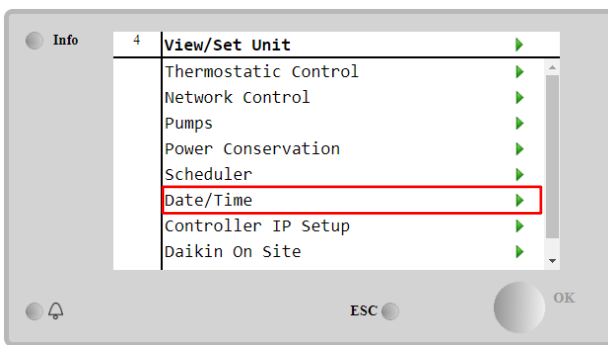 Info
4 View/Set Unit
Thermostatic Control
Network Control
Pumps
Power Conservation
Scheduler
Date/Time
Controller IP Setup
Daikin On Site
ESC
OK